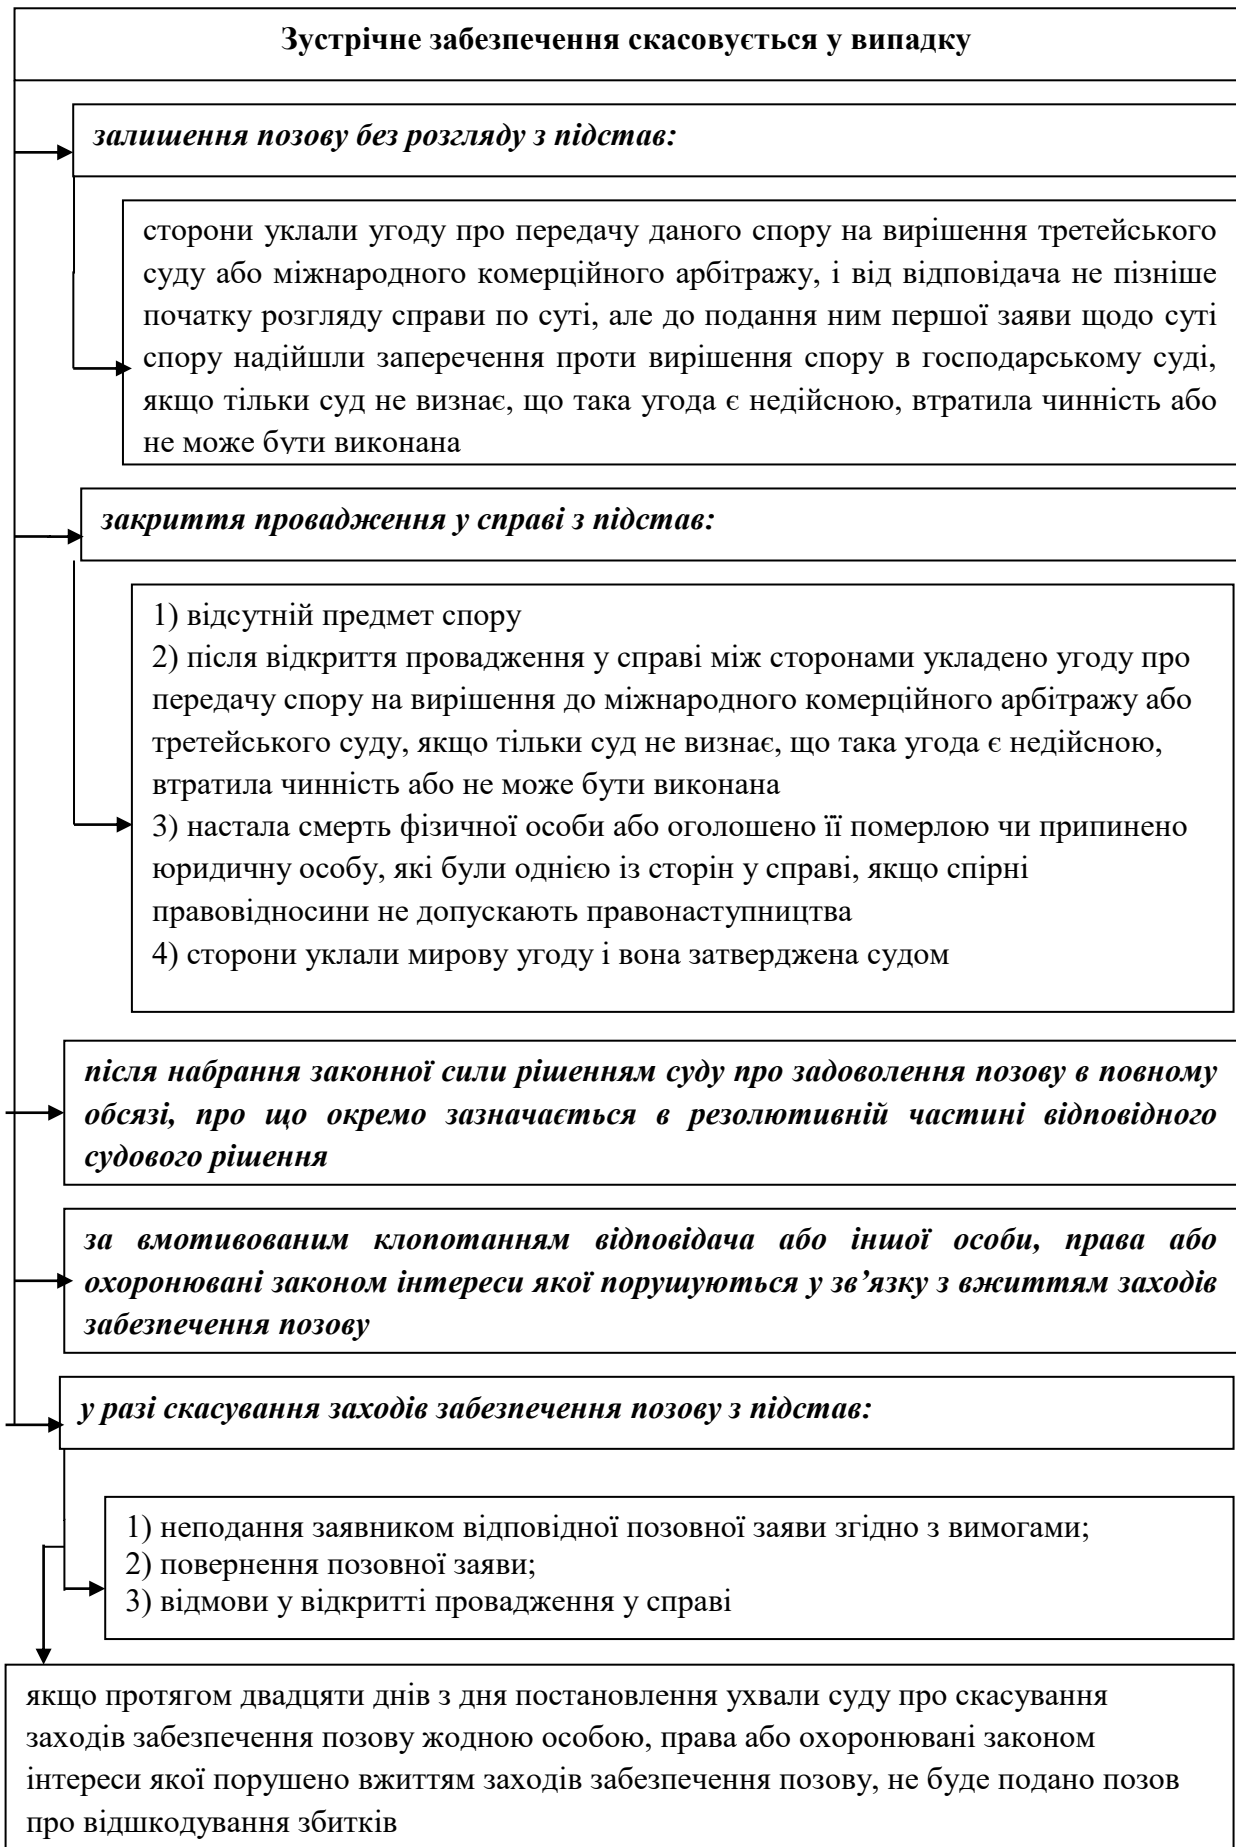 Зустрічне забезпечення скасовується у випадку
залишення позову без розгляду з підстав:
сторони уклали угоду про передачу даного спору на вирішення третейського
суду або міжнародного комерційного арбітражу, і від відповідача не пізніше
початку розгляду справи по суті, але до подання ним першої заяви щодо суті
спору надійшли заперечення проти вирішення спору в господарському суді,
якщо тільки суд не визнає, що така угода є недійсною, втратила чинність або
не може бути виконана
закриття провадження у справі з підстав:
1) відсутній предмет спору
2) після відкриття провадження у справі між сторонами укладено угоду про
передачу спору на вирішення до міжнародного комерційного арбітражу або
третейського суду, якщо тільки суд не визнає, що така угода є недійсною,
втратила чинність або не може бути виконана
3) настала смерть фізичної особи або оголошено її померлою чи припинено
юридичну особу, які були однією із сторін у справі, якщо спірні
правовідносини не допускають правонаступництва
4) сторони уклали мирову угоду і вона затверджена судом
після набрання законної сили рішенням суду про задоволення позову в повному
обсязі, про що окремо зазначається в резолютивній частині відповідного
судового рішення
за вмотивованим клопотанням відповідача або іншої особи, права або
охоронювані законом інтереси якої порушуються у зв’язку з вжиттям заходів
забезпечення позову
у разі скасування заходів забезпечення позову з підстав:
1) неподання заявником відповідної позовної заяви згідно з вимогами;
2) повернення позовної заяви;
3) відмови у відкритті провадження у справі
якщо протягом двадцяти днів з дня постановлення ухвали суду про скасування
заходів забезпечення позову жодною особою, права або охоронювані законом
інтереси якої порушено вжиттям заходів забезпечення позову, не буде подано позов
про відшкодування збитків